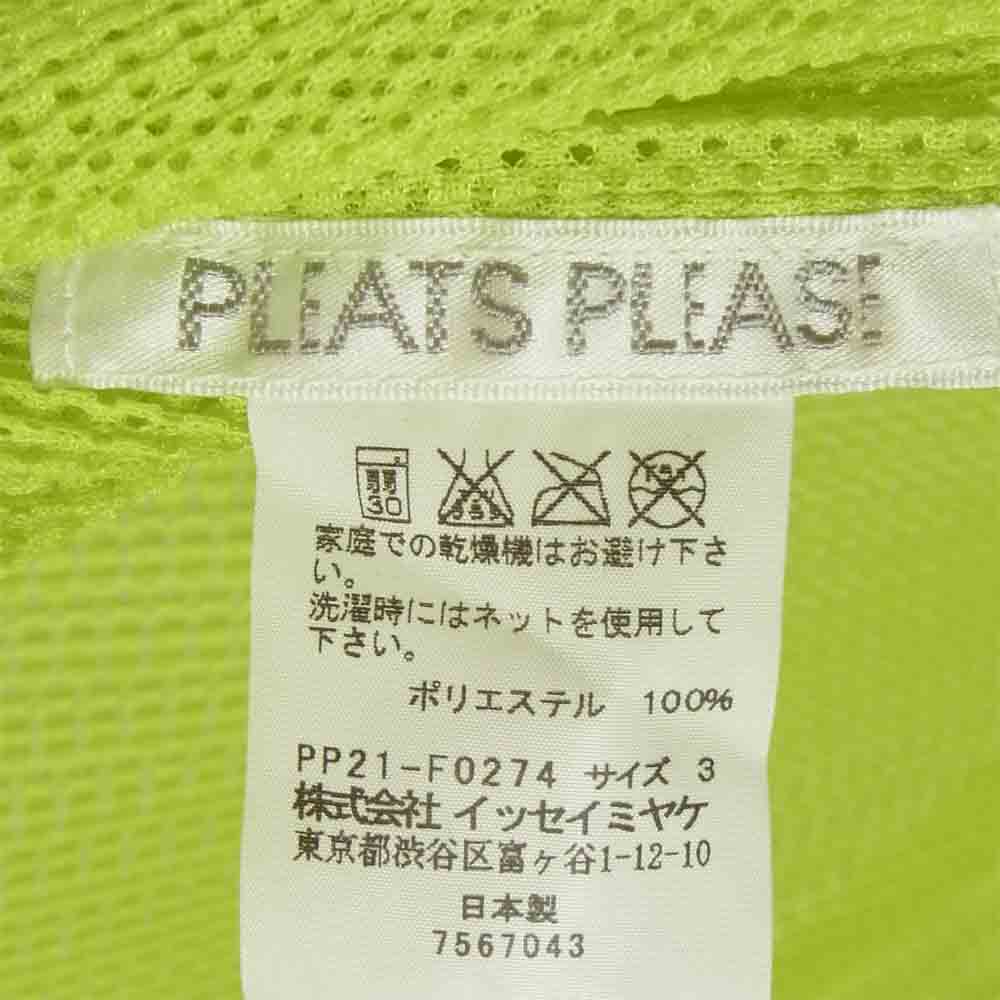 PLEATS PLEASE
弱
30
家庭での乾燥機はお避け下さ
い。
洗濯時にはネットを使用して
下さい。
ポリエステル 100%
PP21-F0274 サイズ 3
株式会社 イッセイミヤケ
東京都渋谷区富ヶ谷1-12-10
日本製
7567043